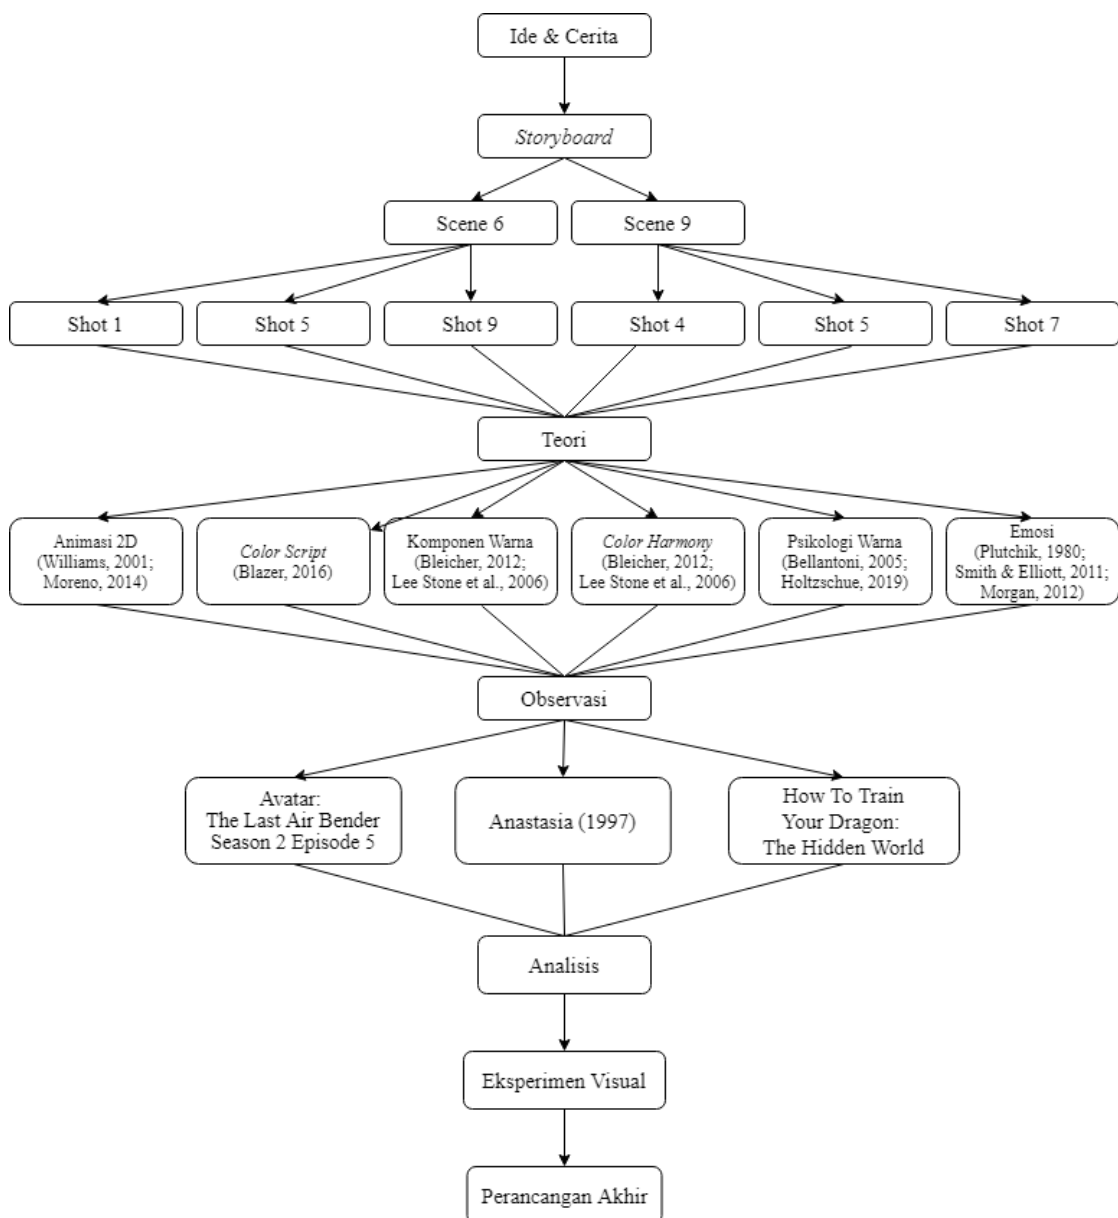 Ide & Cerita
Storyboard
Scene 6
Scene 9
Shot 1
Shot 5
Shot 9
Shot 4
Shot 5
Shot 7
Teori
Animasi 2D
(Williams, 2001;
Moreno, 2014)
Color Script
(Blazer, 2016)
Komponen Warna
(Bleicher, 2012;
Lee Stone et al., 2006)
Color Harmony
(Bleicher, 2012;
Lee Stone et al., 2006)
Psikologi Warna
(Bellantoni, 2005;
Holtzschue, 2019)
Emosi
(Plutchik, 1980;
Smith & Elliott, 2011;
Morgan, 2012)
Observasi
Avatar:
The Last Air Bender
Season 2 Episode 5
Anastasia (1997)
How To Train
Your Dragon:
The Hidden World
Analisis
Eksperimen Visual
Perancangan Akhir